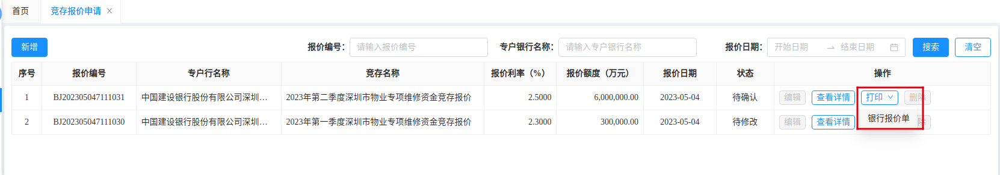 首页 竞存报价申请 X
新增 报价编号： 请输入报价编号 专户银行名称： 请输入专户银行名称 报价日期： 开始日期 → 结束日期 搜索 清空
序号 报价编号 专户行名称 竞存名称 报价利率（%） 报价额度（万元） 报价日期 状态 操作
1 BJ202305047111031 中国建设银行股份有限公司深圳… 2023年第二季度深圳市物业专项维修资金竞存报价 2.5000 6,000,000.00 2023-05-04 待确认 编辑 查看详情 打印 删除
2 BJ202305047111030 中国建设银行股份有限公司深圳… 2023年第一季度深圳市物业专项维修资金竞存报价 2.3000 300,000.00 2023-05-04 待修改 编辑 查看详情 银行报价单 除